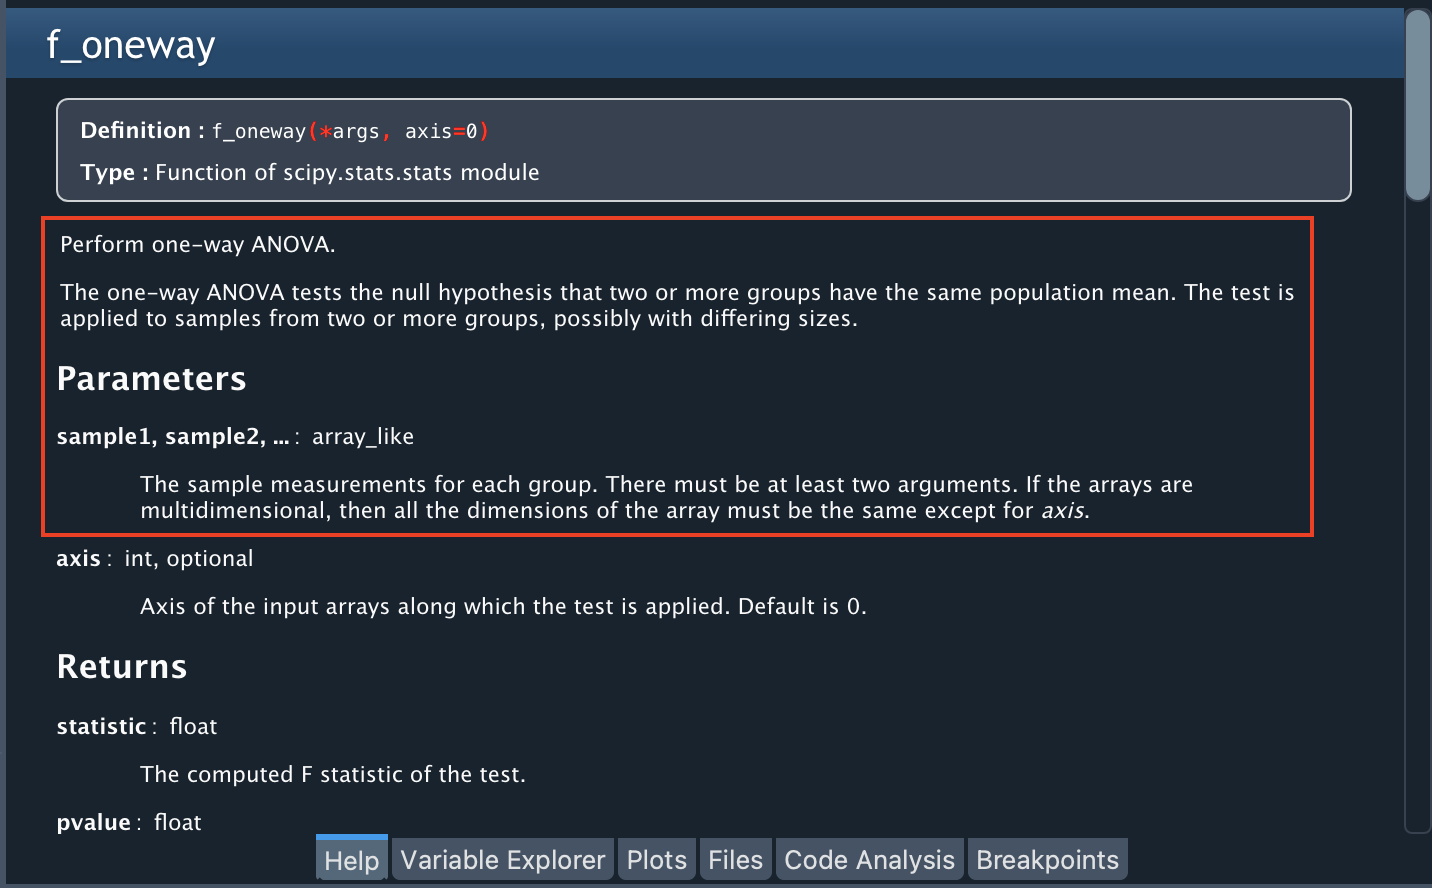 f_oneway
Definition : f_oneway(*args, axis=0)
Type : Function of scipy.stats.stats module
Perform one-way ANOVA.
The one-way ANOVA tests the null hypothesis that two or more groups have the same population mean. The test is
applied to samples from two or more groups, possibly with differing sizes.
Parameters
sample1, sample2, ... : array_like
The sample measurements for each group. There must be at least two arguments. If the arrays are
multidimensional, then all the dimensions of the array must be the same except for axis.
axis : int, optional
Axis of the input arrays along which the test is applied. Default is 0.
Returns
statistic : float
The computed F statistic of the test.
pvalue : float
Help Variable Explorer Plots Files Code Analysis Breakpoints